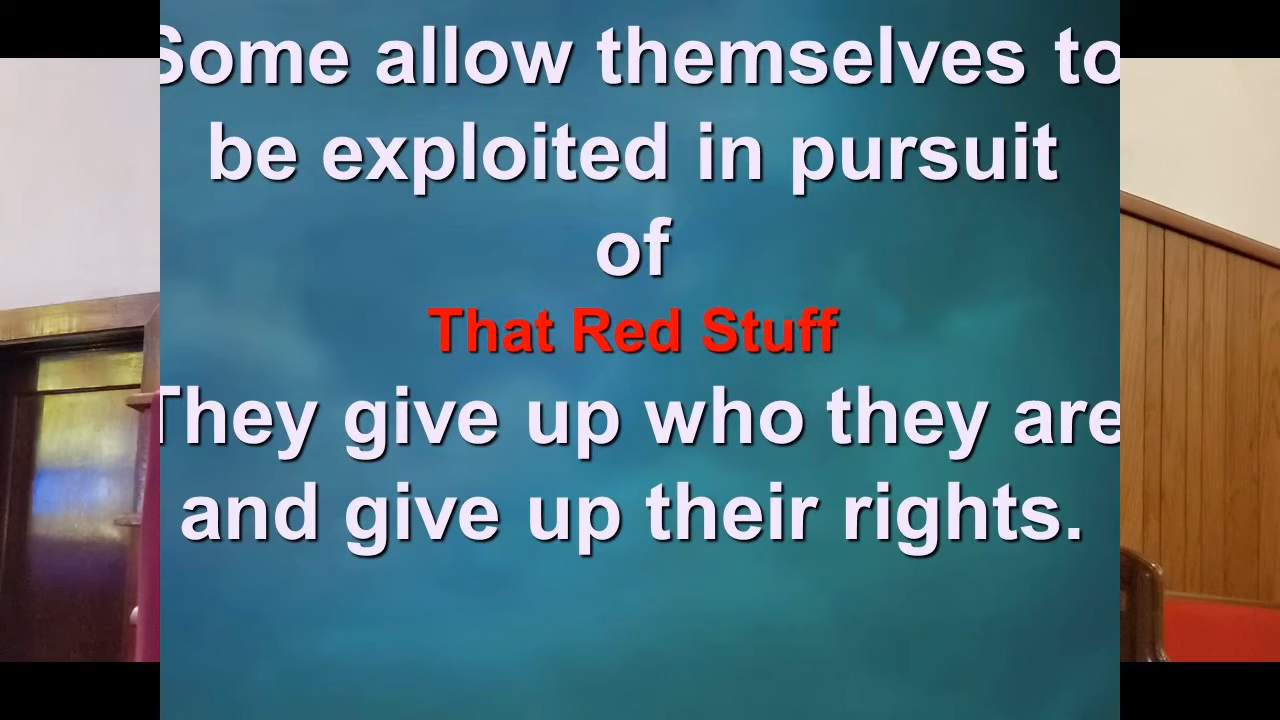 Some allow themselves to
be exploited in pursuit
of
That Red Stuff
They give up who they are
and give up their rights.